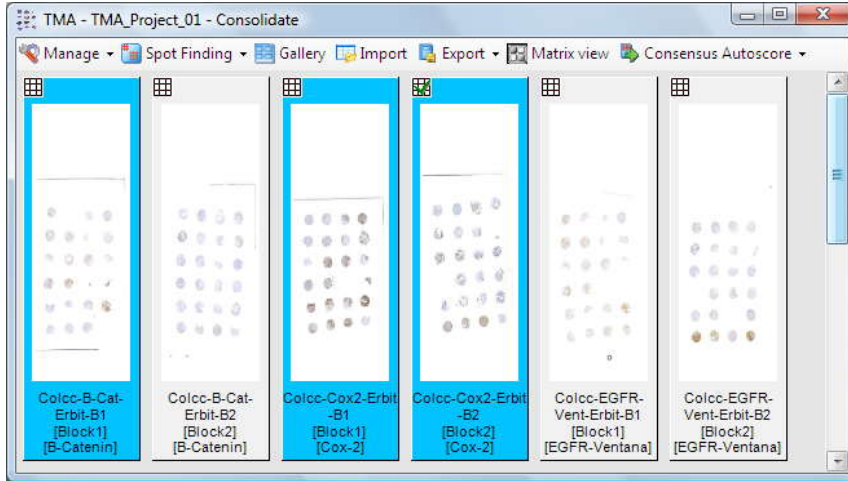 TMA - TMA_Project_01 - Consolidate
Manage Spot Finding Gallery Import Export Matrix view Consensus Autoscore
Colcc-B-Cat-
Erbit-B1
[Block1]
[B-Catenin]
Colcc-B-Cat-
Erbit-B2
[Block2]
[B-Catenin]
Colcc-Cox2-Erbit
-B1
[Block1]
[Cox-2]
Colcc-Cox2-Erbit
-B2
[Block2]
[Cox-2]
Colcc-EGFR-
Vent-Erbit-B1
[Block1]
[EGFR-Ventana]
Colcc-EGFR-
Vent-Erbit-B2
[Block2]
[EGFR-Ventana]